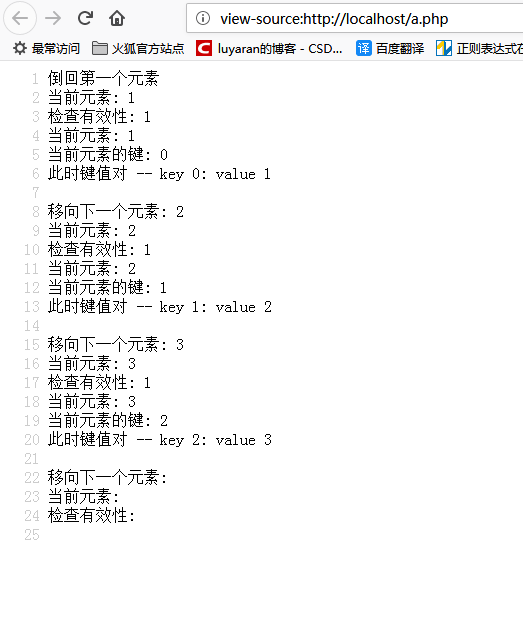 view-source:http://localhost/a.php
最常访问 火狐官方站点 luyaran的博客 - CSD... 百度翻译 正则表达式在
1 倒回第一个元素
2 当前元素: 1
3 检查有效性: 1
4 当前元素: 1
5 当前元素的键: 0
6 此时键值对 -- key 0: value 1
7
8 移向下一个元素: 2
9 当前元素: 2
10 检查有效性: 1
11 当前元素: 2
12 当前元素的键: 1
13 此时键值对 -- key 1: value 2
14
15 移向下一个元素: 3
16 当前元素: 3
17 检查有效性: 1
18 当前元素: 3
19 当前元素的键: 2
20 此时键值对 -- key 2: value 3
21
22 移向下一个元素:
23 当前元素:
24 检查有效性:
25